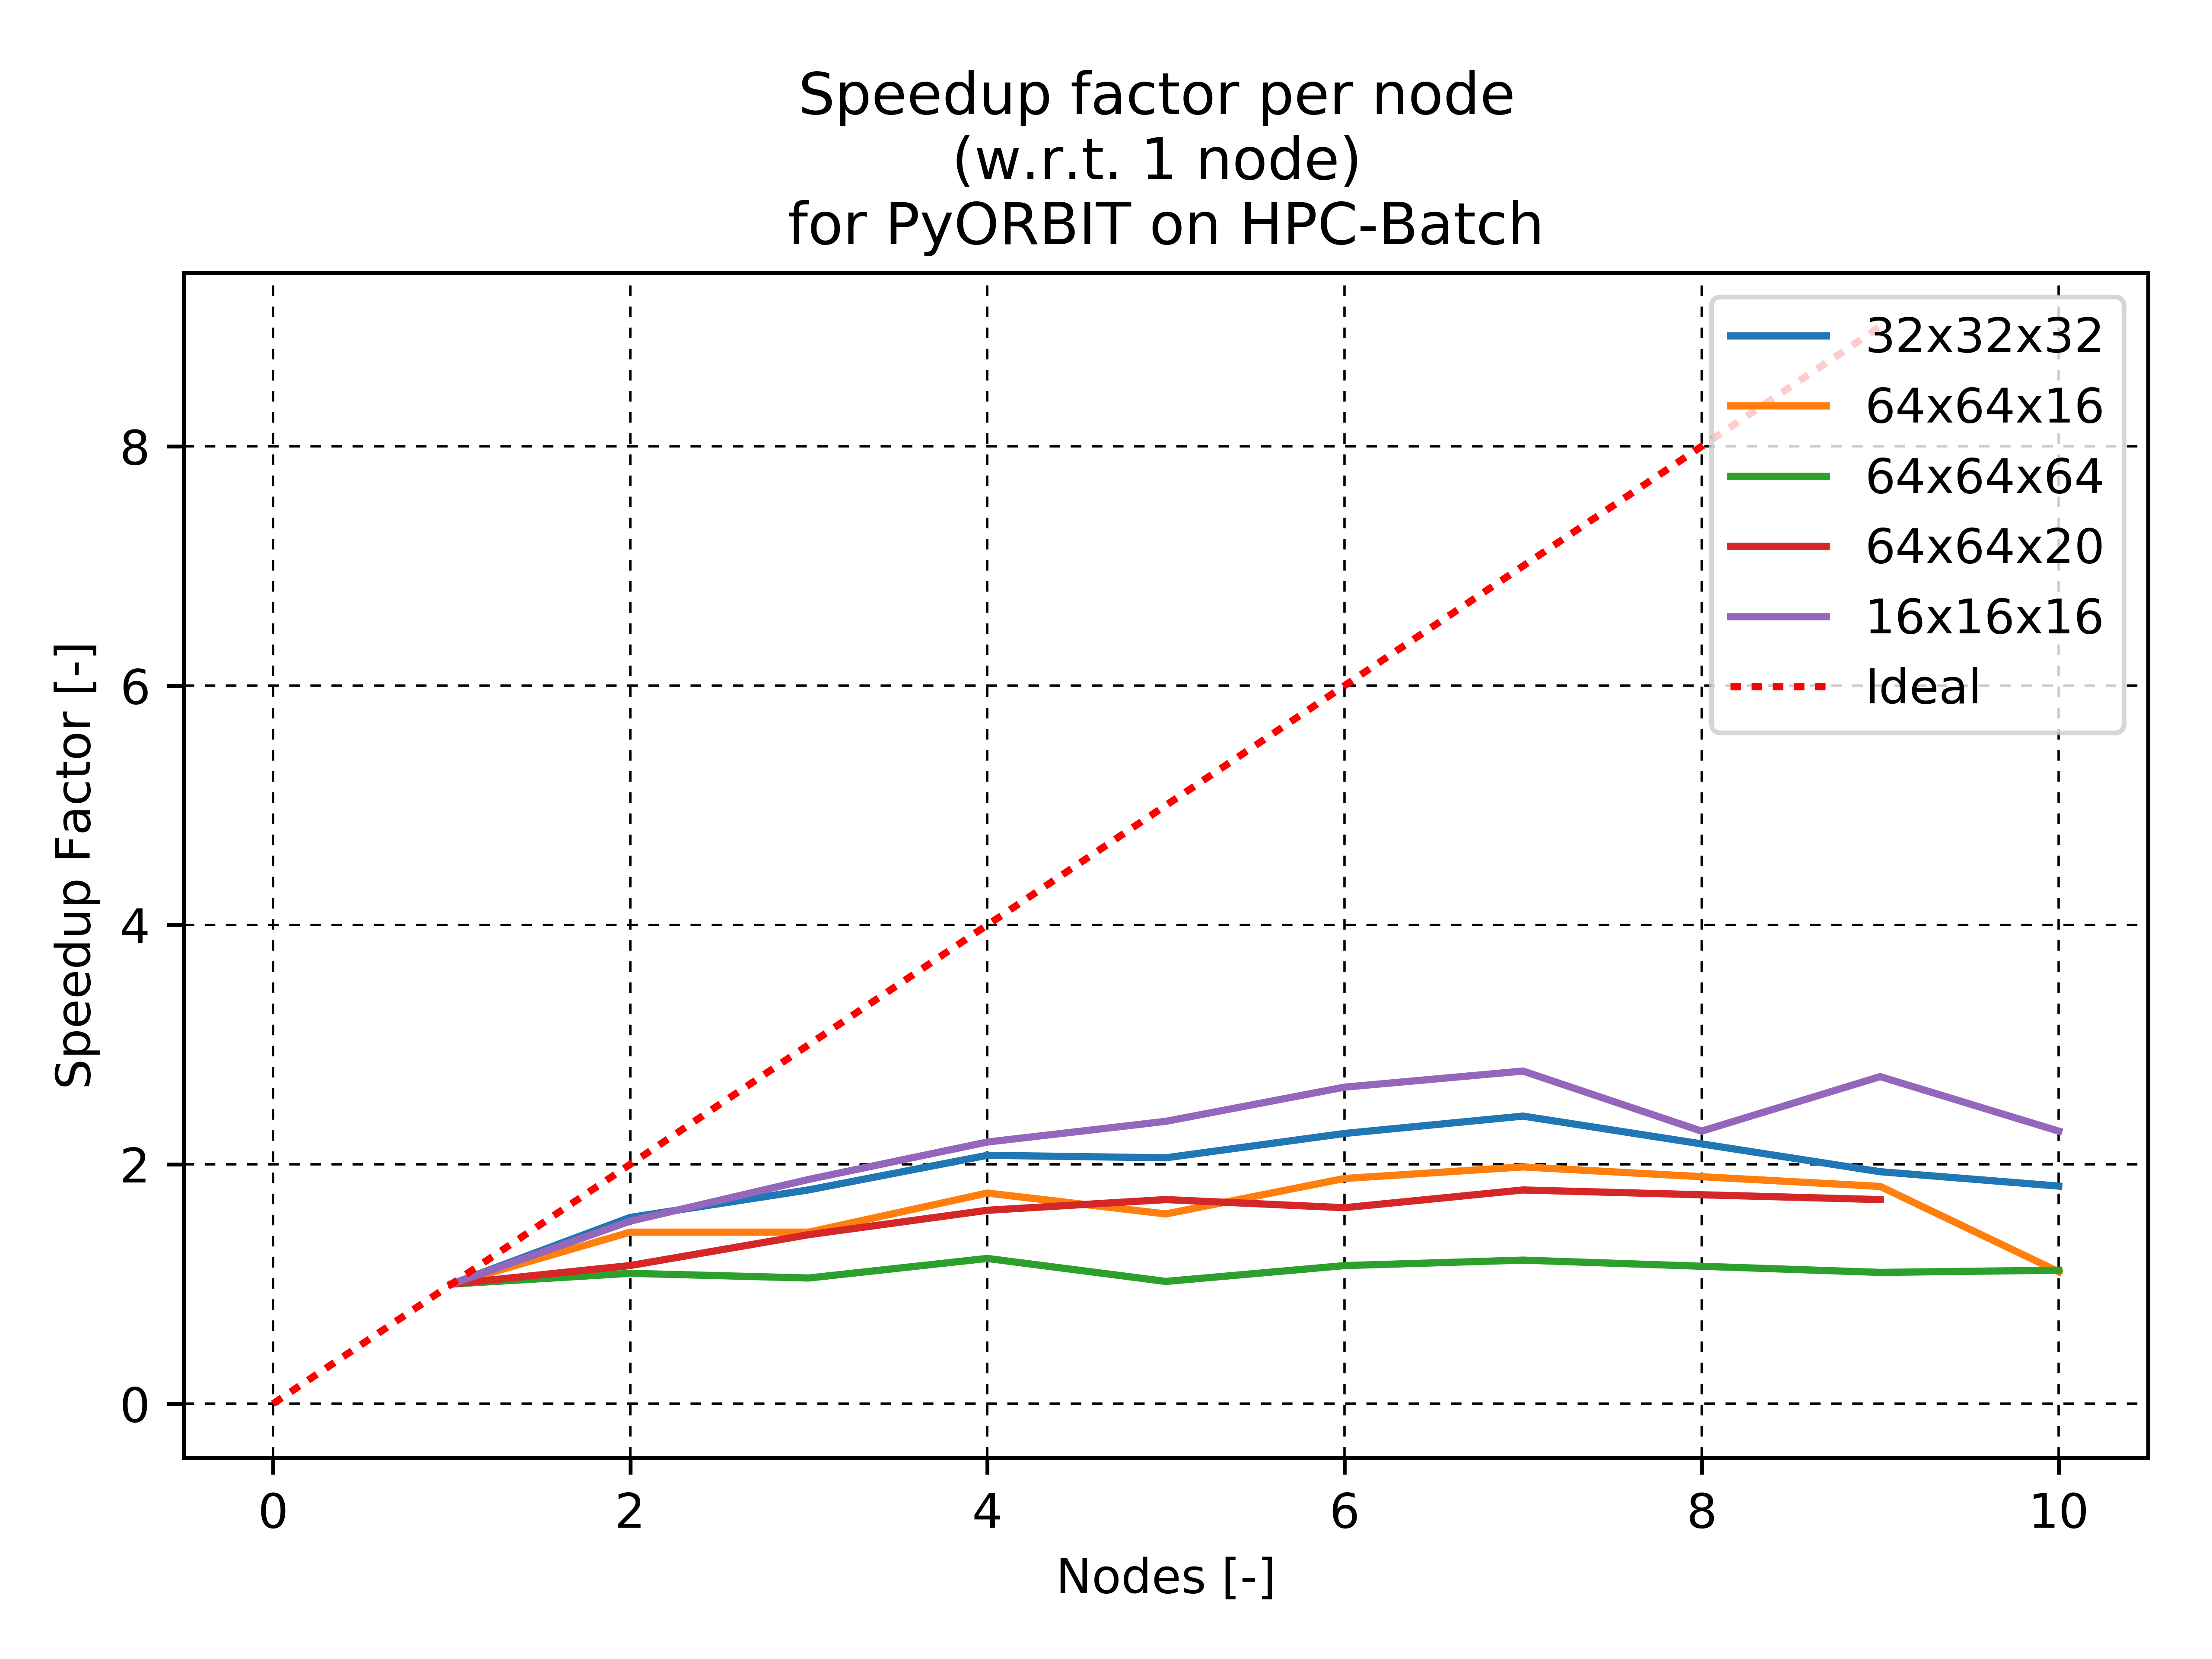 Speedup factor per node
(w.r.t. 1 node)
for PyORBIT on HPC-Batch
32x32x32
64x64x16
64x64x64
64x64x20
16x16x16
Ideal
Speedup Factor [-]
8
6
4
2
0
0 2 4 6 8 10
Nodes [-]